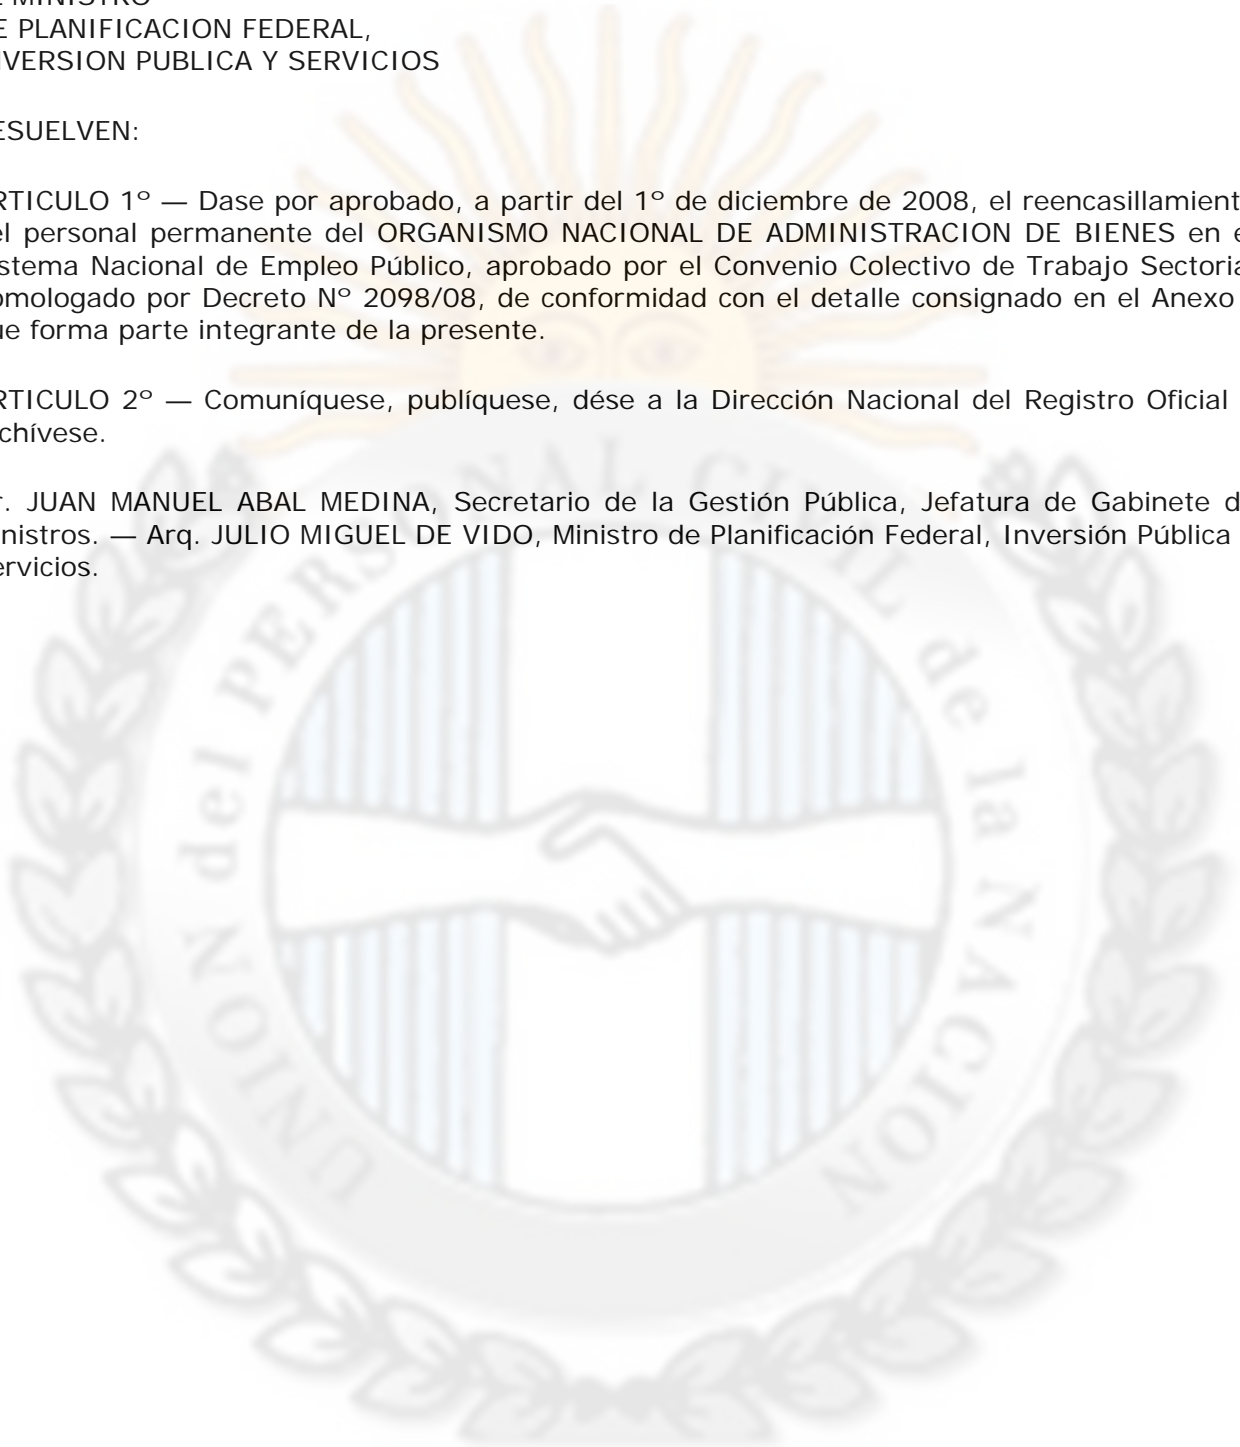 E PLANIFICACION FEDERAL,
VERSION PUBLICA Y SERVICIOS
ESUELVEN:
RTICULO 1º — Dase por aprobado, a partir del 1º de diciembre de 2008, el reencasillamient
el personal permanente del ORGANISMO NACIONAL DE ADMINISTRACION DE BIENES en e
istema Nacional de Empleo Público, aprobado por el Convenio Colectivo de Trabajo Sectoria
omologado por Decreto Nº 2098/08, de conformidad con el detalle consignado en el Anexo
ue forma parte integrante de la presente.
RTICULO 2º — Comuníquese, publíquese, dése a la Dirección Nacional del Registro Oficial
chívese.
r. JUAN MANUEL ABAL MEDINA, Secretario de la Gestión Pública, Jefatura de Gabinete d
nistros. — Arq. JULIO MIGUEL DE VIDO, Ministro de Planificación Federal, Inversión Pública
ervicios.
UNION del PERSONAL CIVIL de la NACION